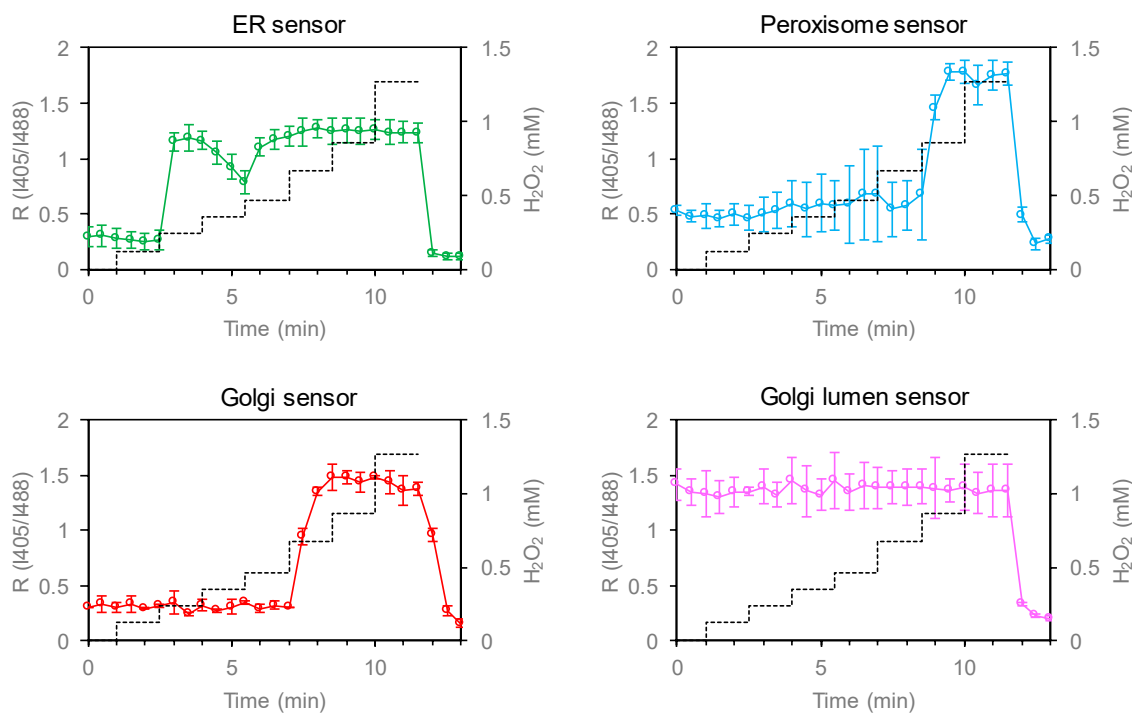 ER sensor
2
1.5
1
0.5
0
R (I405/I488)
1.5
1
0.5
0
H₂O₂ (mM)
0 5 10
Time (min)
Peroxisome sensor
2
1.5
1
0.5
0
R (I405/I488)
1.5
1
0.5
0
H₂O₂ (mM)
0 5 10
Time (min)
Golgi sensor
2
1.5
1
0.5
0
R (I405/I488)
1.5
1
0.5
0
H₂O₂ (mM)
0 5 10
Time (min)
Golgi lumen sensor
2
1.5
1
0.5
0
R (I405/I488)
1.5
1
0.5
0
H₂O₂ (mM)
0 5 10
Time (min)